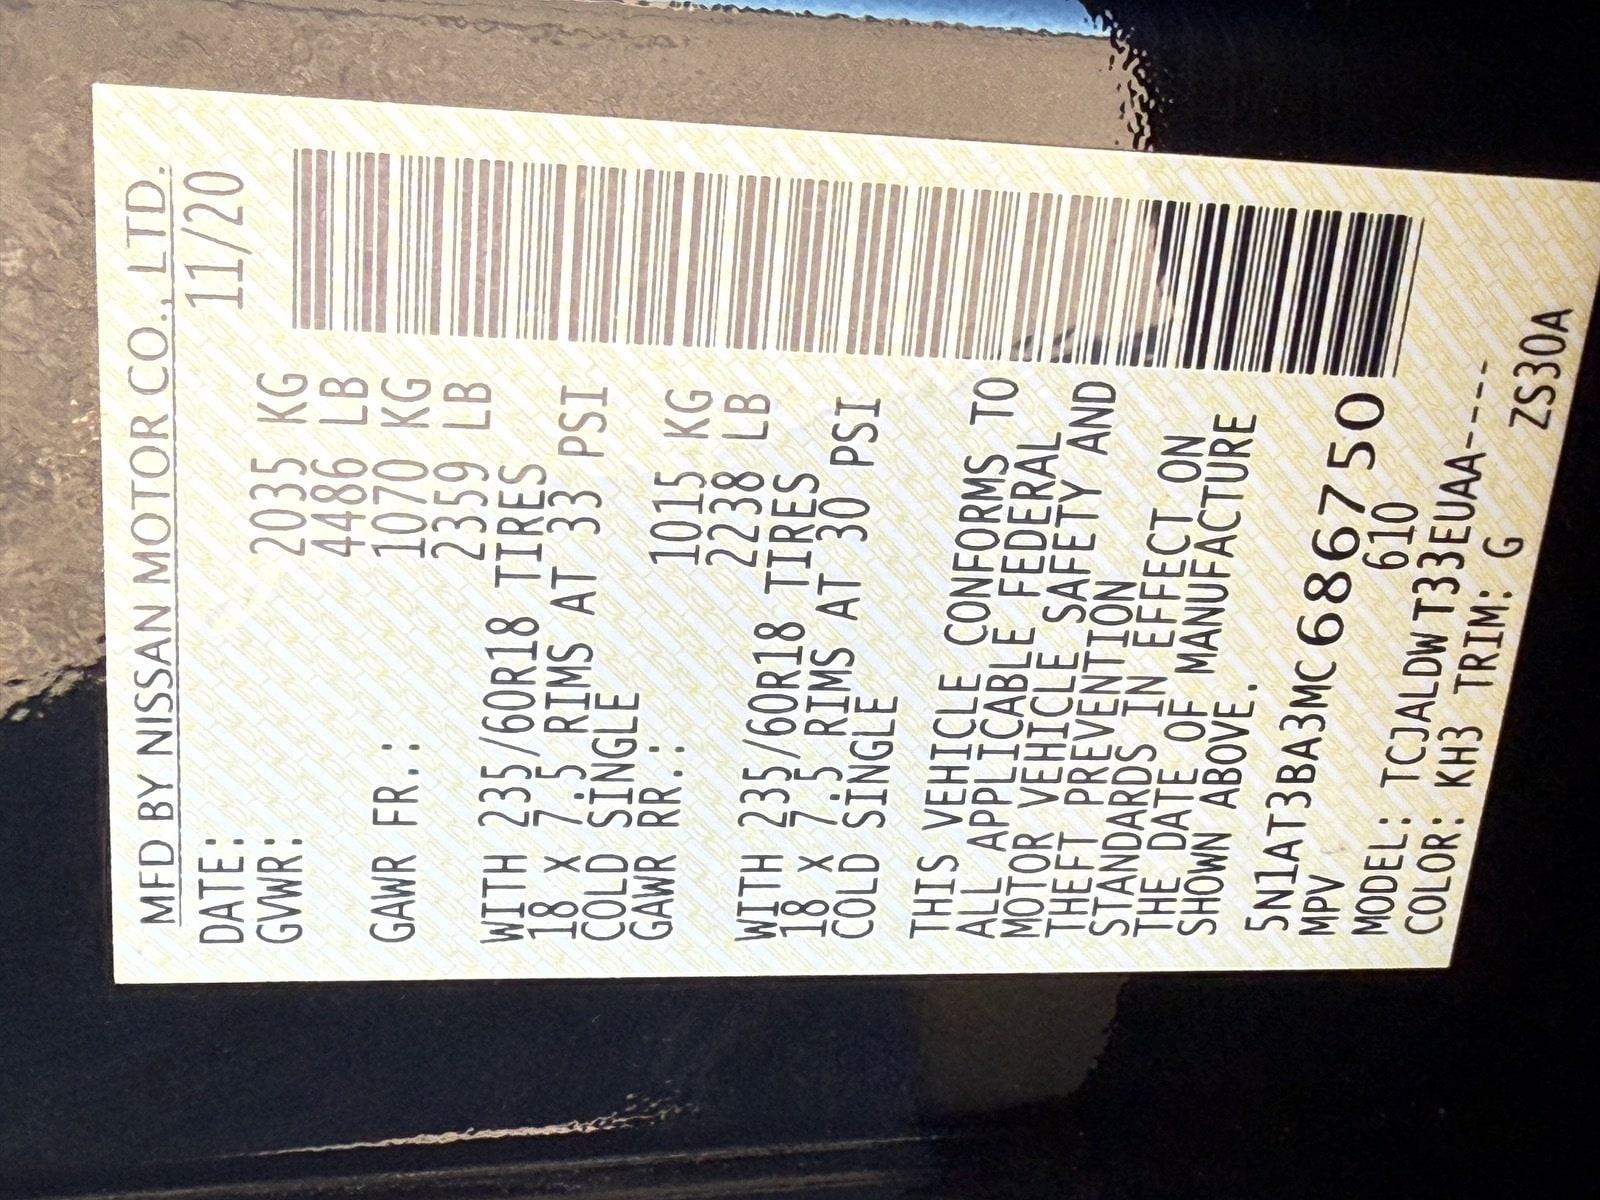 MFD BY NISSAN MOTOR CO., LTD.
DATE: 11/20
GVWR: 2035 KG
4486 LB
GAWR FR.: 1070 KG
2359 LB
WITH 235/60R18 TIRES
18 X 7.5 RIMS AT 33 PSI
COLD SINGLE
GAWR RR.: 1015 KG
2238 LB
WITH 235/60R18 TIRES
18 X 7.5 RIMS AT 30 PSI
COLD SINGLE
THIS VEHICLE CONFORMS TO
ALL APPLICABLE FEDERAL
MOTOR VEHICLE SAFETY AND
THEFT PREVENTION
STANDARDS IN EFFECT ON
THE DATE OF MANUFACTURE
SHOWN ABOVE.
5N1AT3BA3MC686750
MPV 610
MODEL: TCJALDWT33EUAA----
COLOR: KH3 TRIM: G
ZS30A